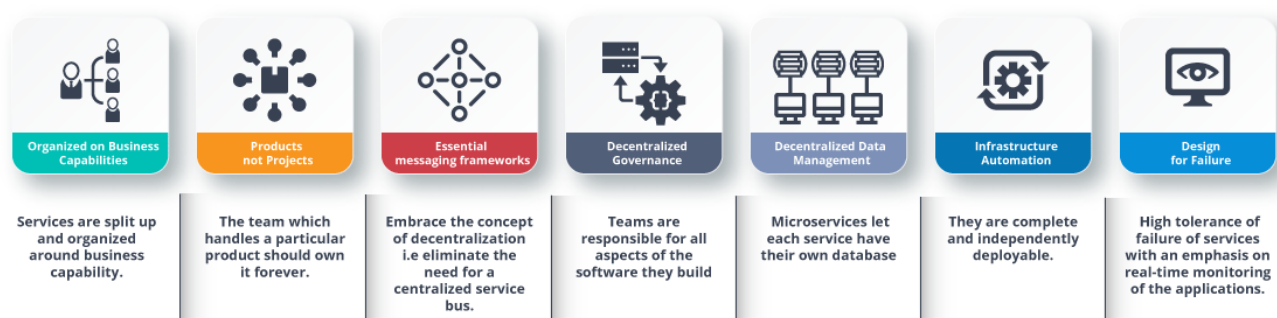 Organized on Business
Capabilities
Products
not Projects
Essential
messaging frameworks
Decentralized
Governance
Decentralized Data
Management
Infrastructure
Automation
Design
for Failure
Services are split up
and organized
around business
capability.
The team which
handles a particular
product should own
it forever.
Embrace the concept
of decentralization
i.e eliminate the
need for a
centralized service
bus.
Teams are
responsible for all
aspects of the
software they build
Microservices let
each service have
their own database
They are complete
and independently
deployable.
High tolerance of
failure of services
with an emphasis on
real-time monitoring
of the applications.